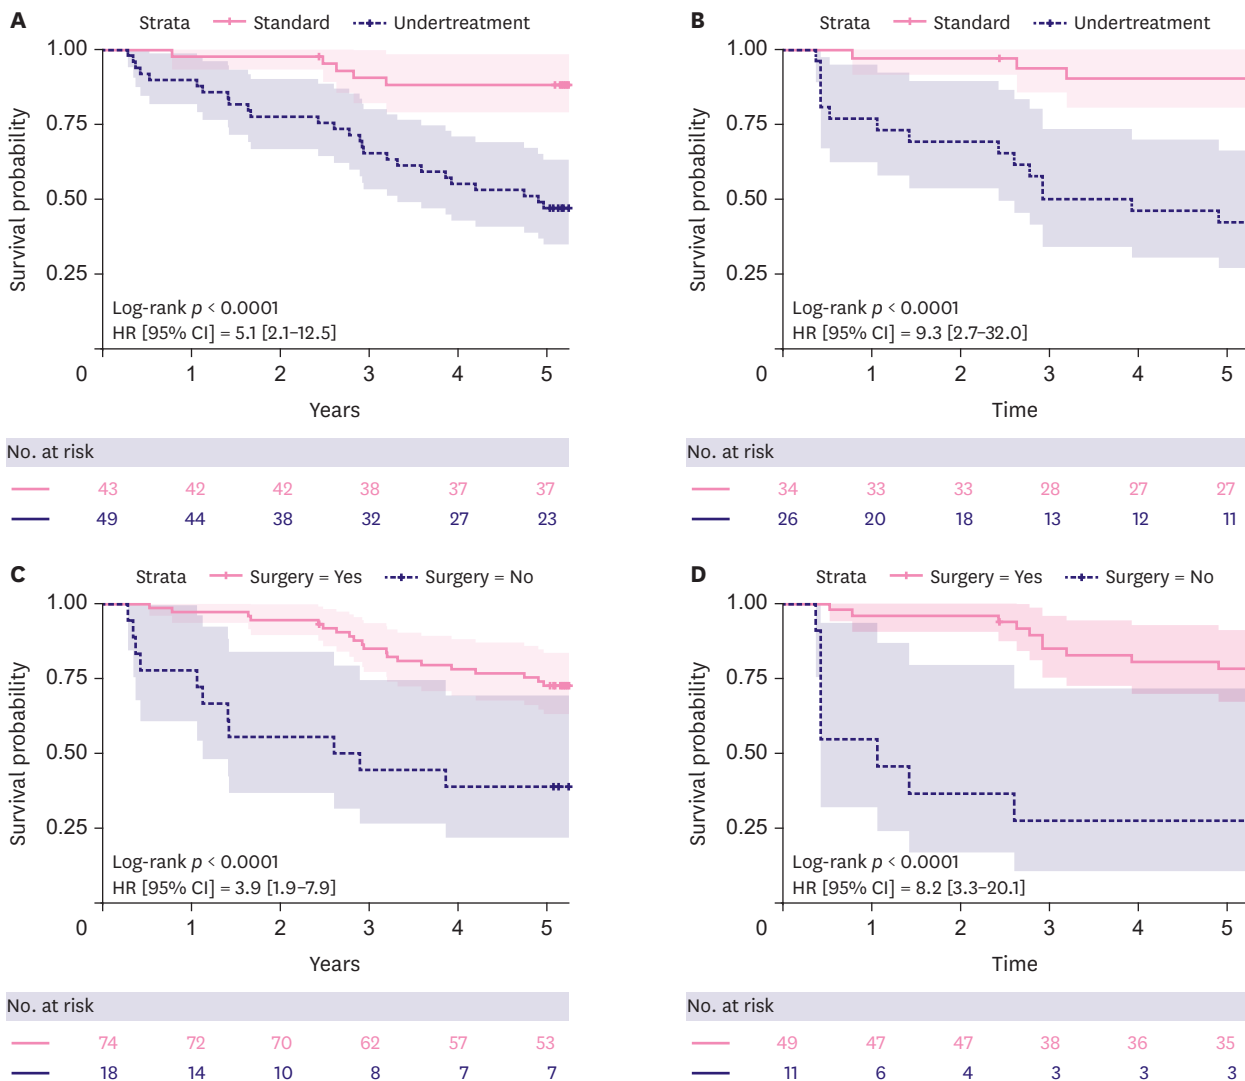 A
Strata Standard Undertreatment
Survival probability
1.00
0.75
0.50
0.25
Log-rank p < 0.0001
HR [95% CI] = 5.1 [2.1–12.5]
0 1 2 3 4 5
Years
No. at risk
43 42 42 38 37 37
49 44 38 32 27 23
B
Strata Standard Undertreatment
Survival probability
1.00
0.75
0.50
0.25
Log-rank p < 0.0001
HR [95% CI] = 9.3 [2.7–32.0]
0 1 2 3 4 5
Time
No. at risk
34 33 33 28 27 27
26 20 18 13 12 11
C
Strata Surgery = Yes Surgery = No
Survival probability
1.00
0.75
0.50
0.25
Log-rank p < 0.0001
HR [95% CI] = 3.9 [1.9–7.9]
0 1 2 3 4 5
Years
No. at risk
74 72 70 62 57 53
18 14 10 8 7 7
D
Strata Surgery = Yes Surgery = No
Survival probability
1.00
0.75
0.50
0.25
Log-rank p < 0.0001
HR [95% CI] = 8.2 [3.3–20.1]
0 1 2 3 4 5
Time
No. at risk
49 47 47 38 36 35
11 6 4 3 3 3